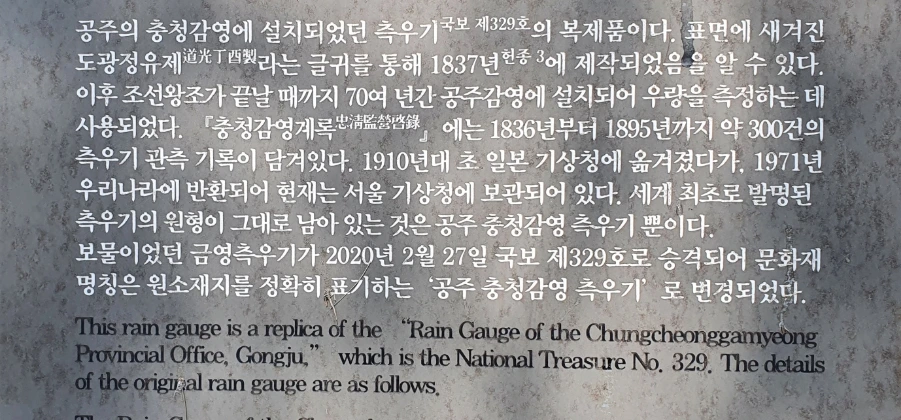 공주의 충청감영에 설치되었던 측우기국보 제329호의 복제품이다. 표면에 새겨진
도광정유제道光丁酉製라는 글귀를 통해 1837년헌종 3에 제작되었음을 알 수 있다.
이후 조선왕조가 끝날 때까지 70여 년간 공주감영에 설치되어 우량을 측정하는 데
사용되었다. 『충청감영계록忠淸監營啓錄』에는 1836년부터 1895년까지 약 300건의
측우기 관측 기록이 담겨있다. 1910년대 초 일본 기상청에 옮겨졌다가, 1971년
우리나라에 반환되어 현재는 서울 기상청에 보관되어 있다. 세계 최초로 발명된
측우기의 원형이 그대로 남아 있는 것은 공주 충청감영 측우기 뿐이다.
보물이었던 금영측우기가 2020년 2월 27일 국보 제329호로 승격되어 문화재
명칭은 원소재지를 정확히 표기하는 ‘공주 충청감영 측우기’로 변경되었다.
This rain gauge is a replica of the “Rain Gauge of the Chungcheonggamyeong
Provincial Office, Gongju,” which is the National Treasure No. 329. The details
of the original rain gauge are as follows.